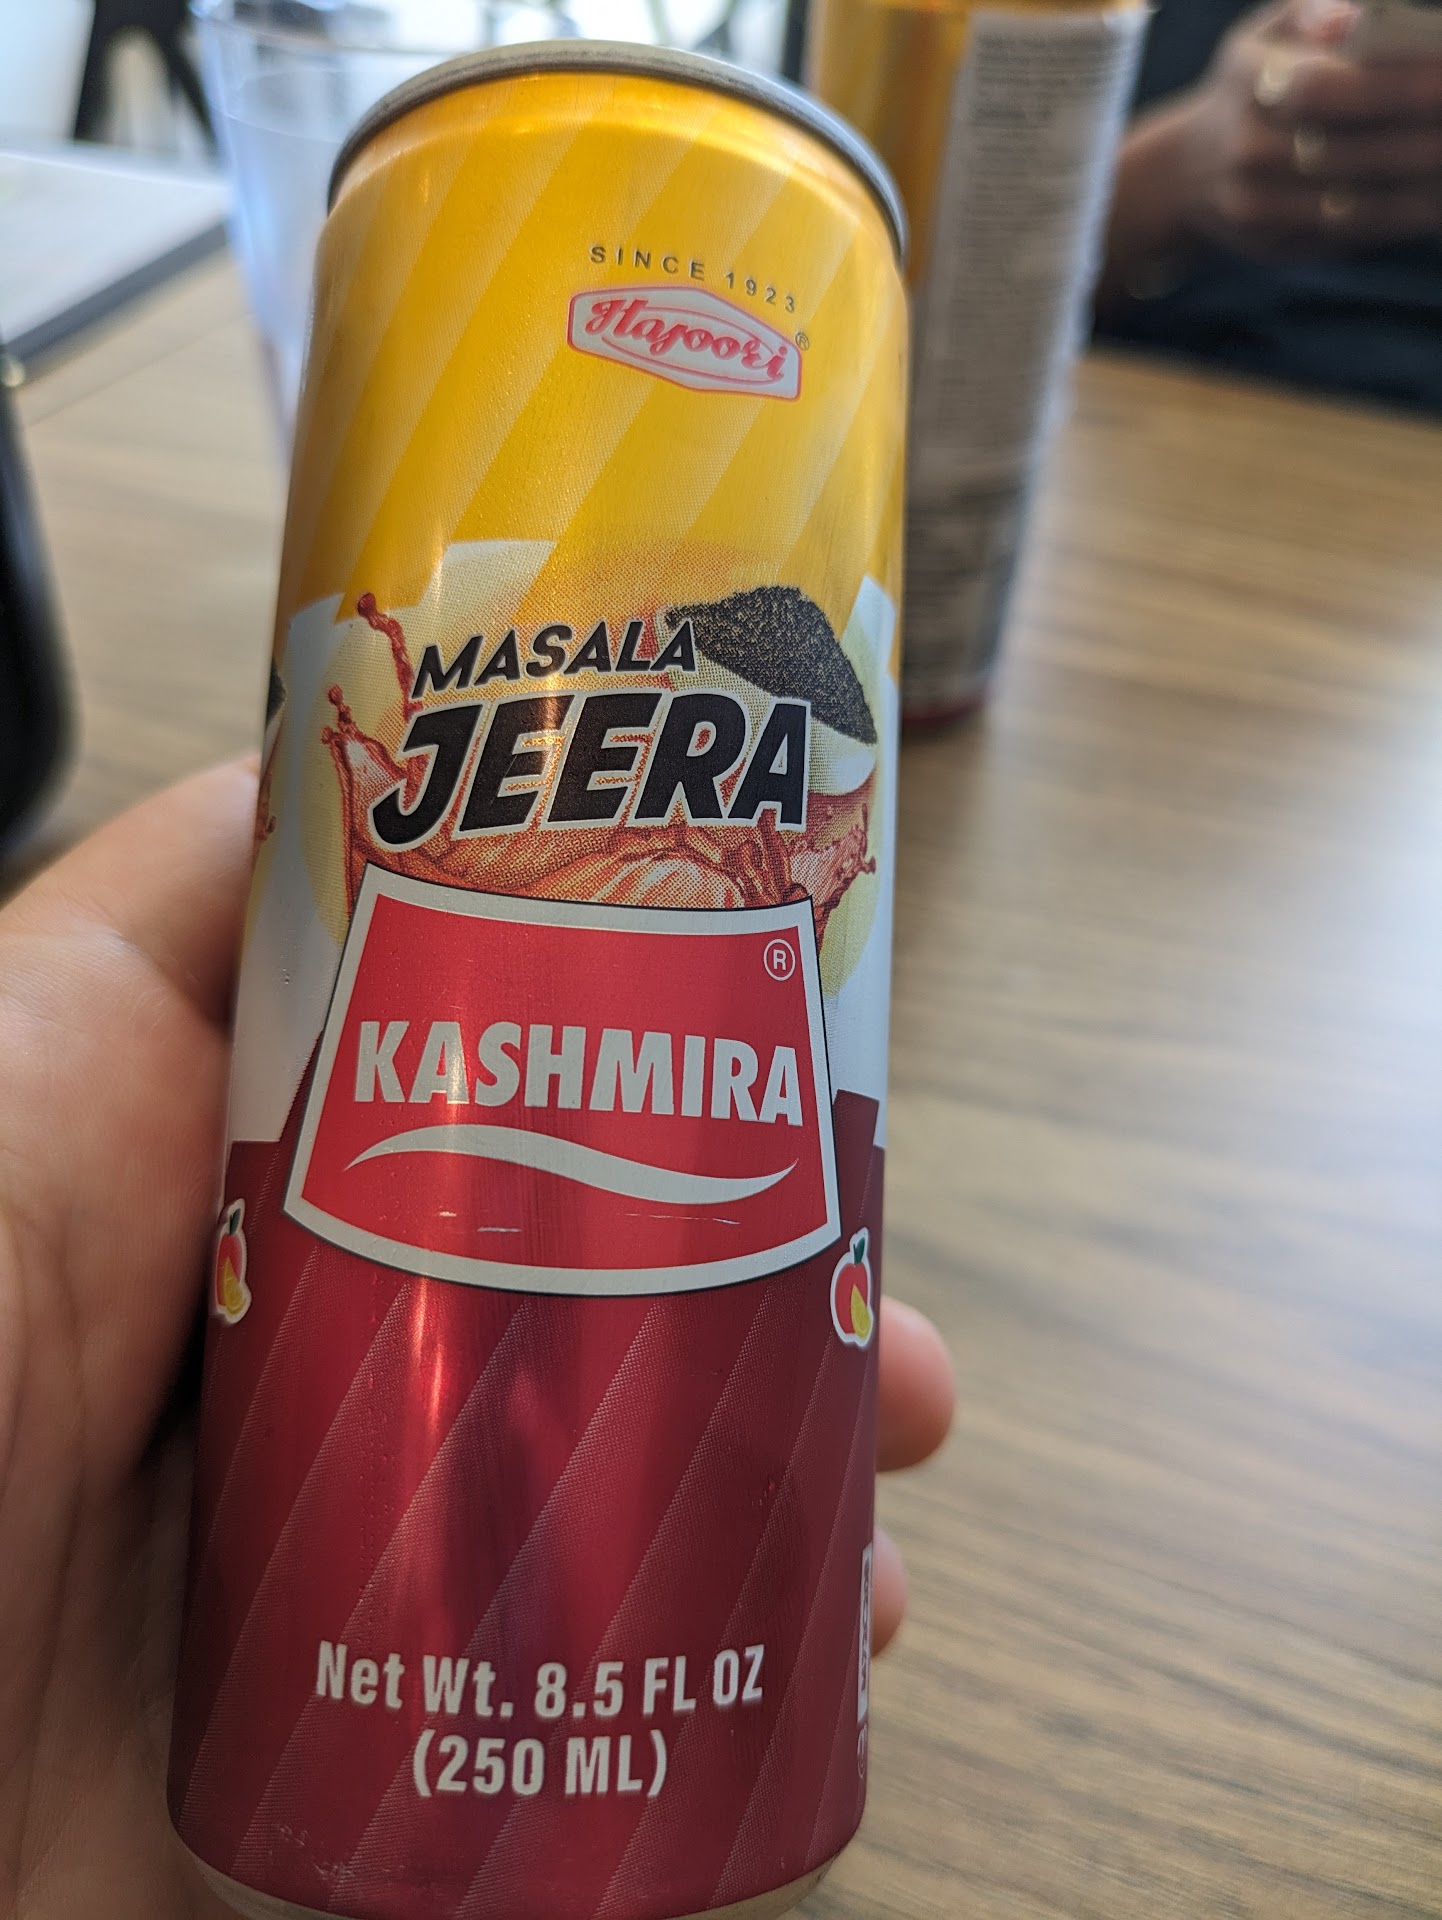 SINCE 1923
Hajoori®
MASALA
JEERA
®
KASHMIRA
Net Wt. 8.5 FL OZ
(250 ML)